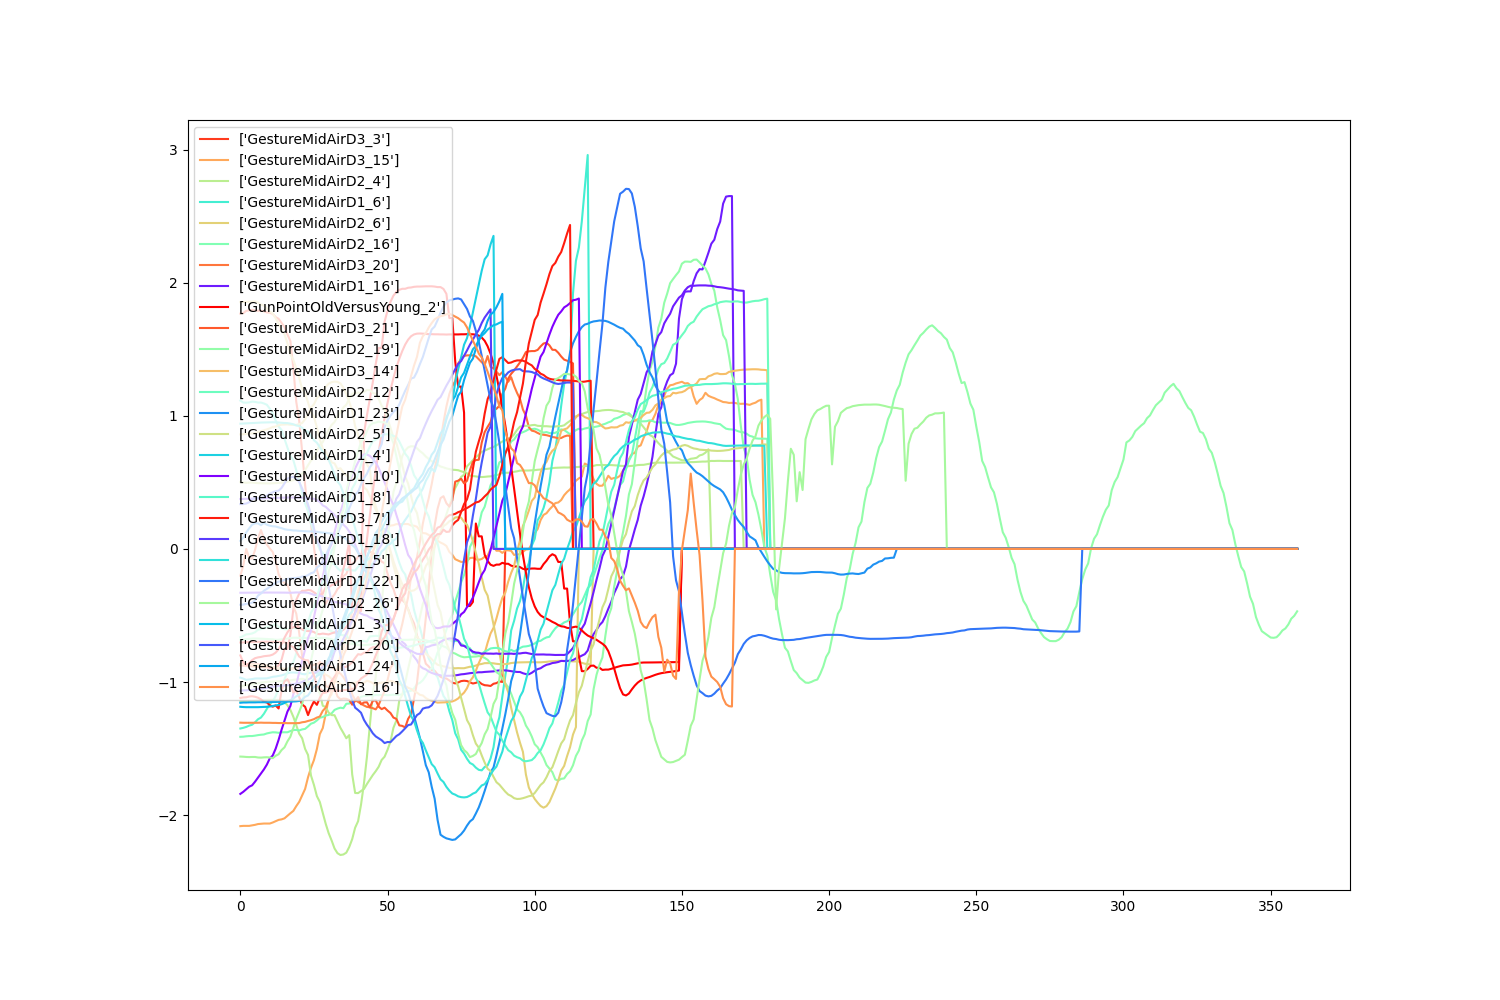 ['GestureMidAirD3_3']
['GestureMidAirD3_15']
['GestureMidAirD2_4']
['GestureMidAirD1_6']
['GestureMidAirD2_6']
['GestureMidAirD2_16']
['GestureMidAirD3_20']
['GestureMidAirD1_16']
['GunPointOldVersusYoung_2']
['GestureMidAirD3_21']
['GestureMidAirD2_19']
['GestureMidAirD3_14']
['GestureMidAirD2_12']
['GestureMidAirD1_23']
['GestureMidAirD2_5']
['GestureMidAirD1_4']
['GestureMidAirD1_10']
['GestureMidAirD1_8']
['GestureMidAirD3_7']
['GestureMidAirD1_18']
['GestureMidAirD1_5']
['GestureMidAirD1_22']
['GestureMidAirD2_26']
['GestureMidAirD1_3']
['GestureMidAirD1_20']
['GestureMidAirD1_24']
['GestureMidAirD3_16']
3
2
1
0
−1
−2
0 50 100 150 200 250 300 350